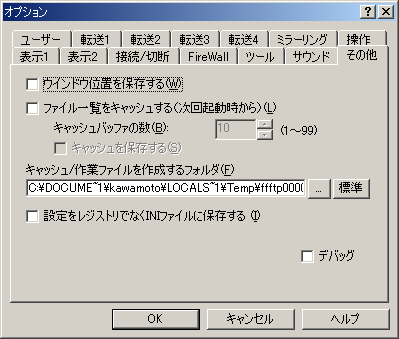 オプション
? ×
ユーザー 転送1 転送2 転送3 転送4 ミラーリング 操作
表示1 表示2 接続/切断 FireWall ツール サウンド その他
ウインドウ位置を保存する(W)
ファイル一覧をキャッシュする(次回起動時から)(L)
キャッシュバッファの数(B): 10 (1～99)
キャッシュを保存する(S)
キャッシュ/作業ファイルを作成するフォルダ(F)
C:¥DOCUME~1¥kawamoto¥LOCALS~1¥Temp¥ffftp000 ... 標準
設定をレジストリでなくINIファイルに保存する (I)
デバッグ
OK キャンセル ヘルプ